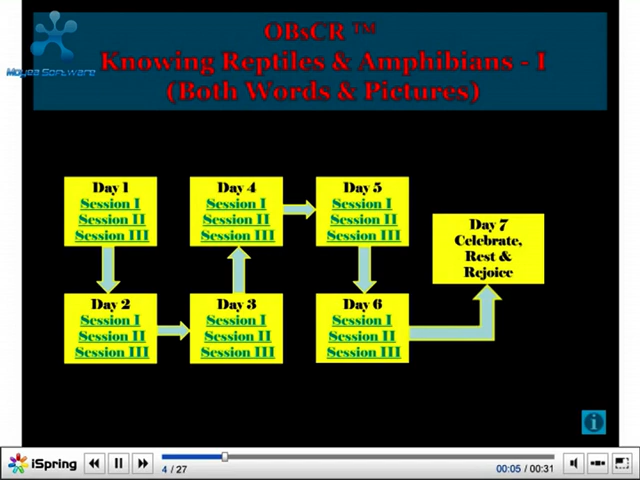 OBsCR ™
Knowing Reptiles & Amphibians - I
(Both Words & Pictures)
Moyea Software
Day 1
Session I
Session II
Session III
Day 4
Session I
Session II
Session III
Day 5
Session I
Session II
Session III
Day 7
Celebrate,
Rest &
Rejoice
Day 2
Session I
Session II
Session III
Day 3
Session I
Session II
Session III
Day 6
Session I
Session II
Session III
i
iSpring
4 / 27
00:05 / 00:31